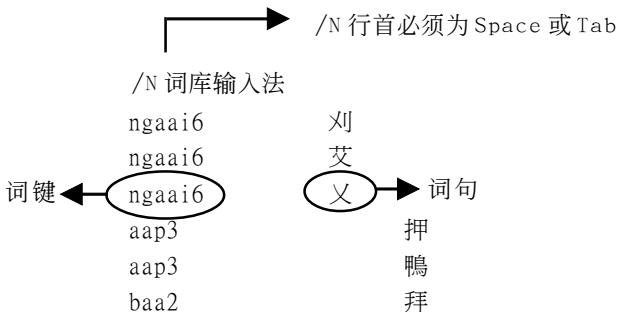 /N 行首必须为 Space 或 Tab
/N 词库输入法
ngaai6 刈
ngaai6 艾
词键 ngaai6 乂 词句
aap3 押
aap3 鴨
baa2 拜